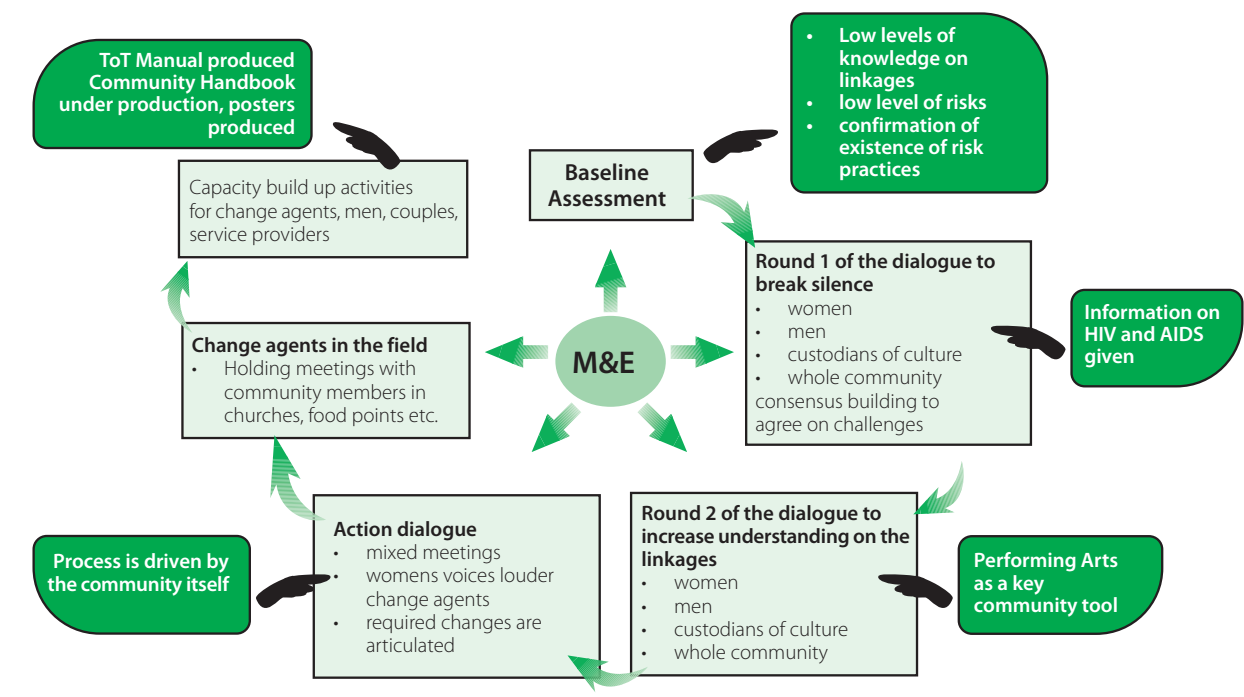 ToT Manual produced
Community Handbook
under production, posters
produced
• Low levels of
knowledge on
linkages
• low level of risks
• confirmation of
existence of risk
practices
Capacity build up activities
for change agents, men, couples,
service providers
Baseline
Assessment
Round 1 of the dialogue to
break silence
• women
• men
• custodians of culture
• whole community
consensus building to
agree on challenges
Information on
HIV and AIDS
given
Change agents in the field
• Holding meetings with
community members in
churches, food points etc.
M&E
Action dialogue
• mixed meetings
• womens voices louder
change agents
• required changes are
articulated
Process is driven by
the community itself
Round 2 of the dialogue to
increase understanding on the
linkages
• women
• men
• custodians of culture
• whole community
Performing Arts
as a key
community tool